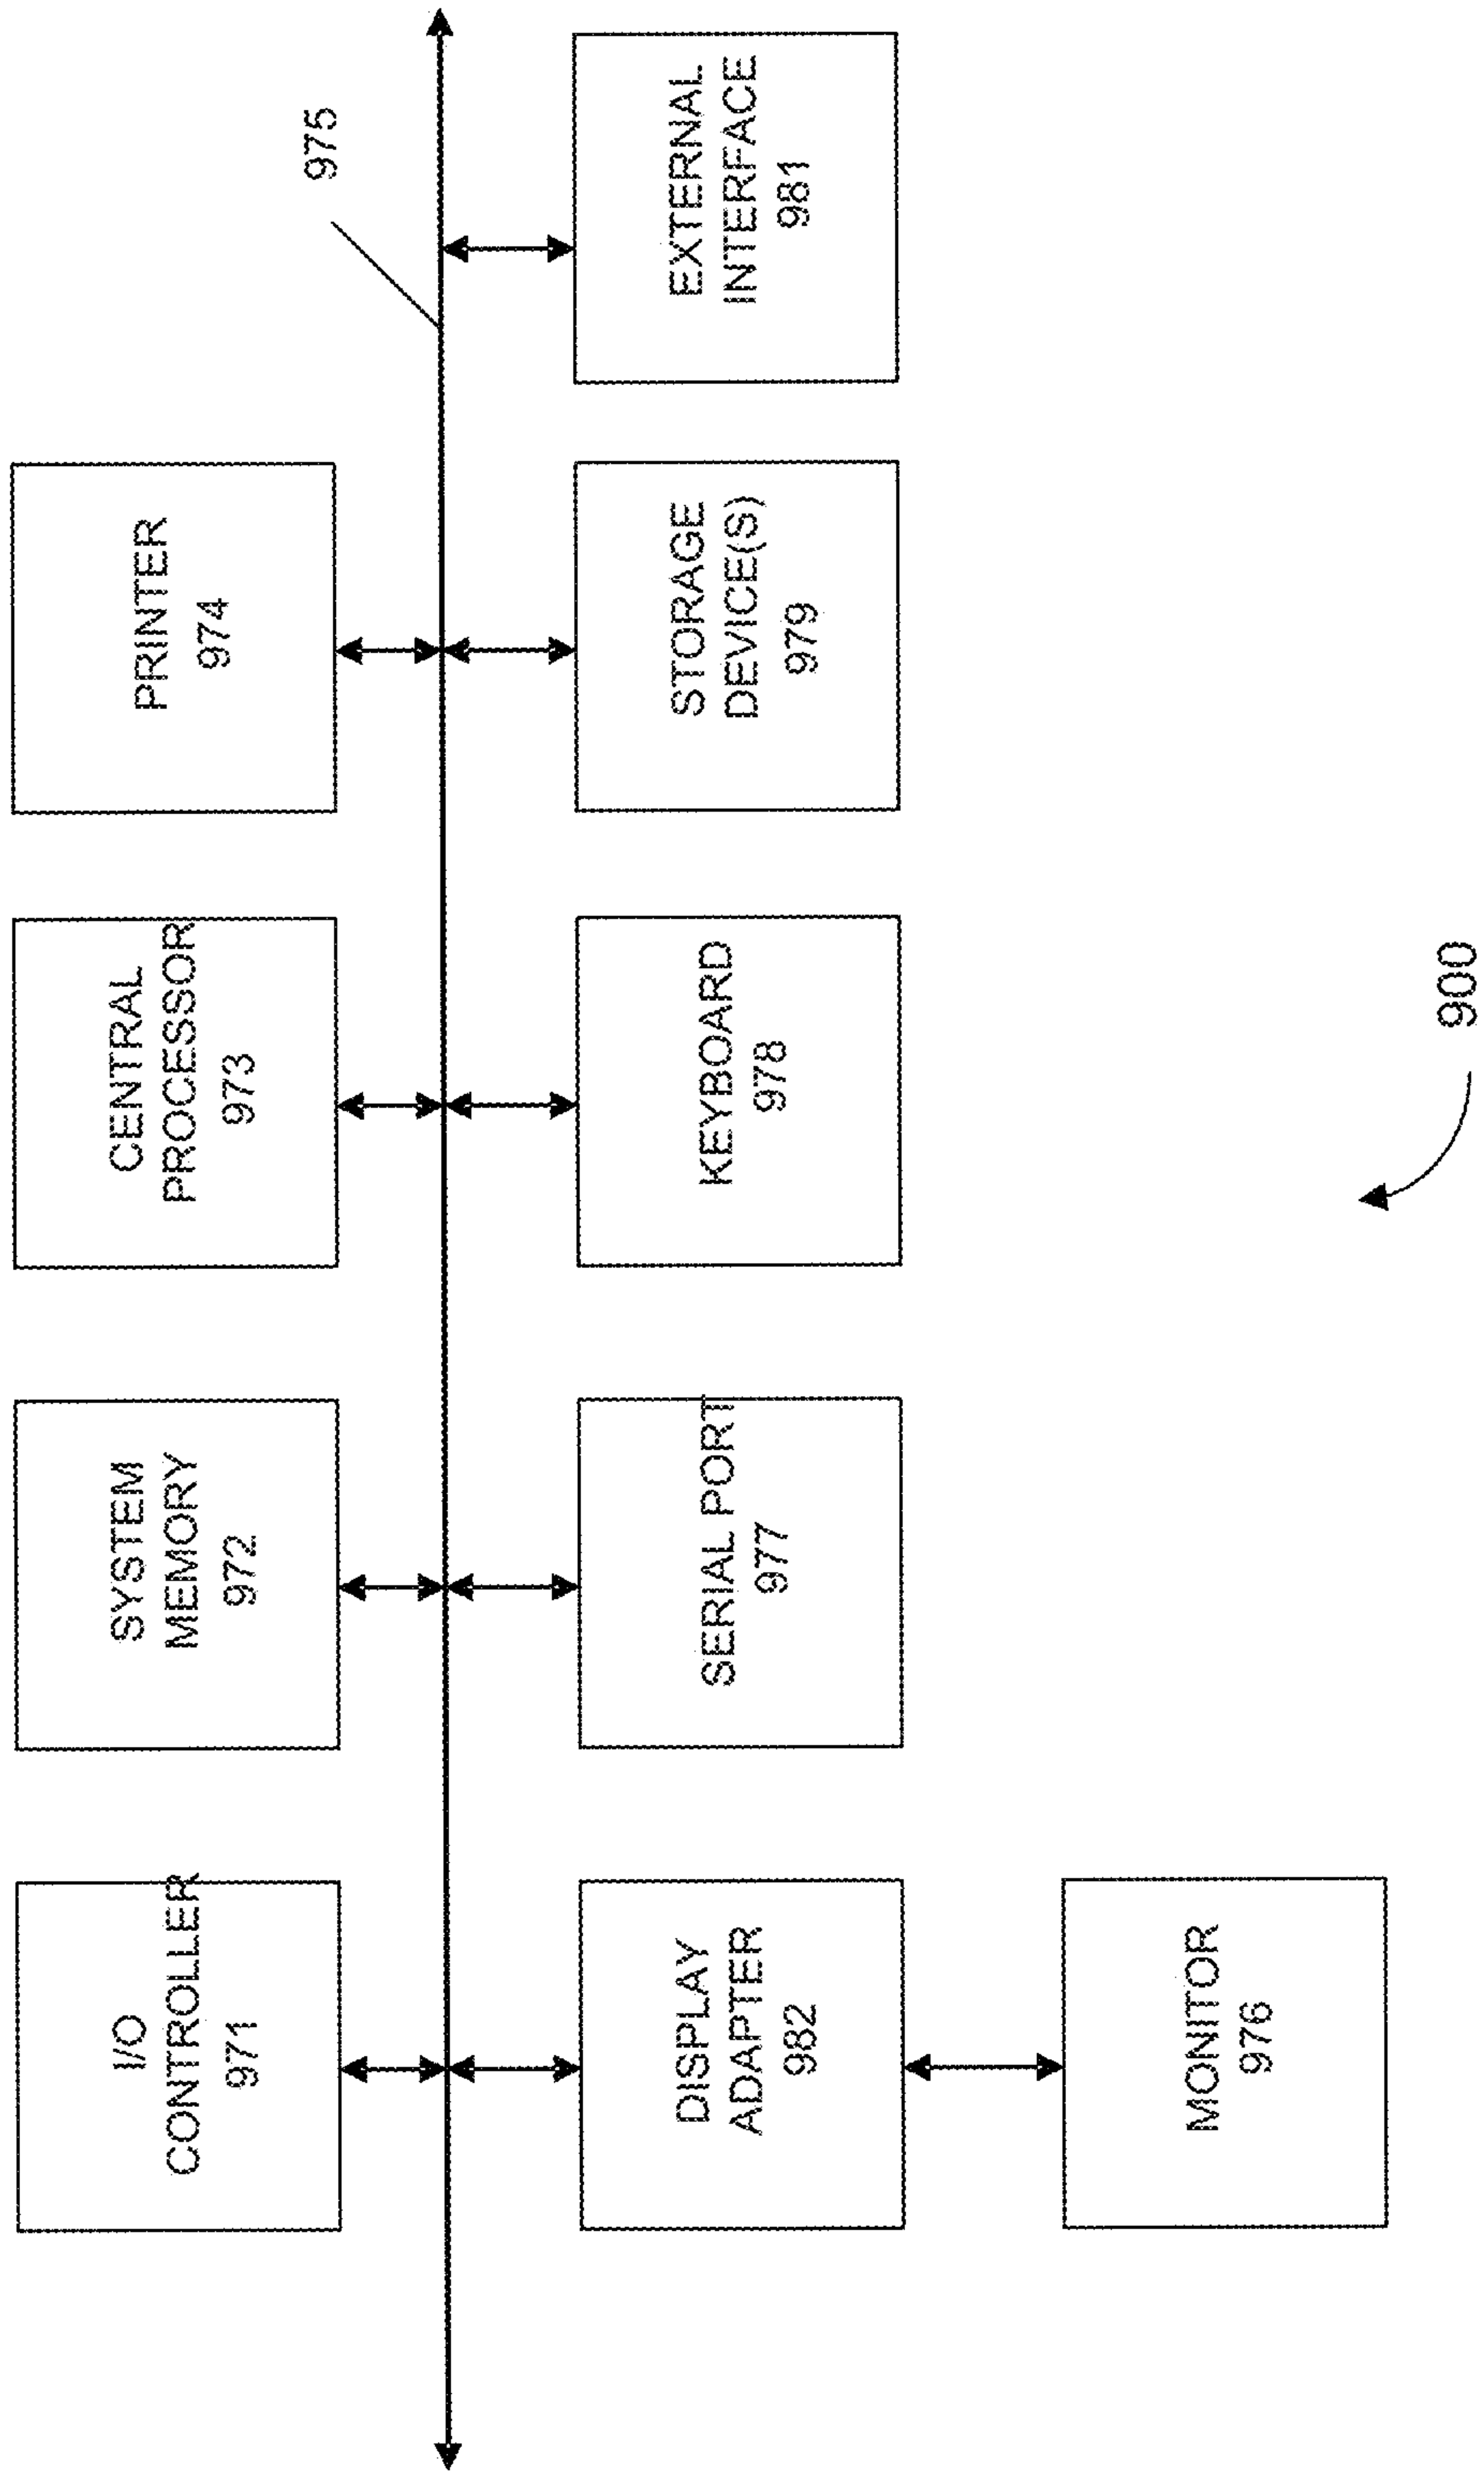 I/O
CONTROLLER
971
SYSTEM
MEMORY
972
CENTRAL
PROCESSOR
973
PRINTER
974
975
DISPLAY
ADAPTER
982
SERIAL PORT
977
KEYBOARD
978
STORAGE
DEVICE(S)
979
EXTERNAL
INTERFACE
981
MONITOR
976
900